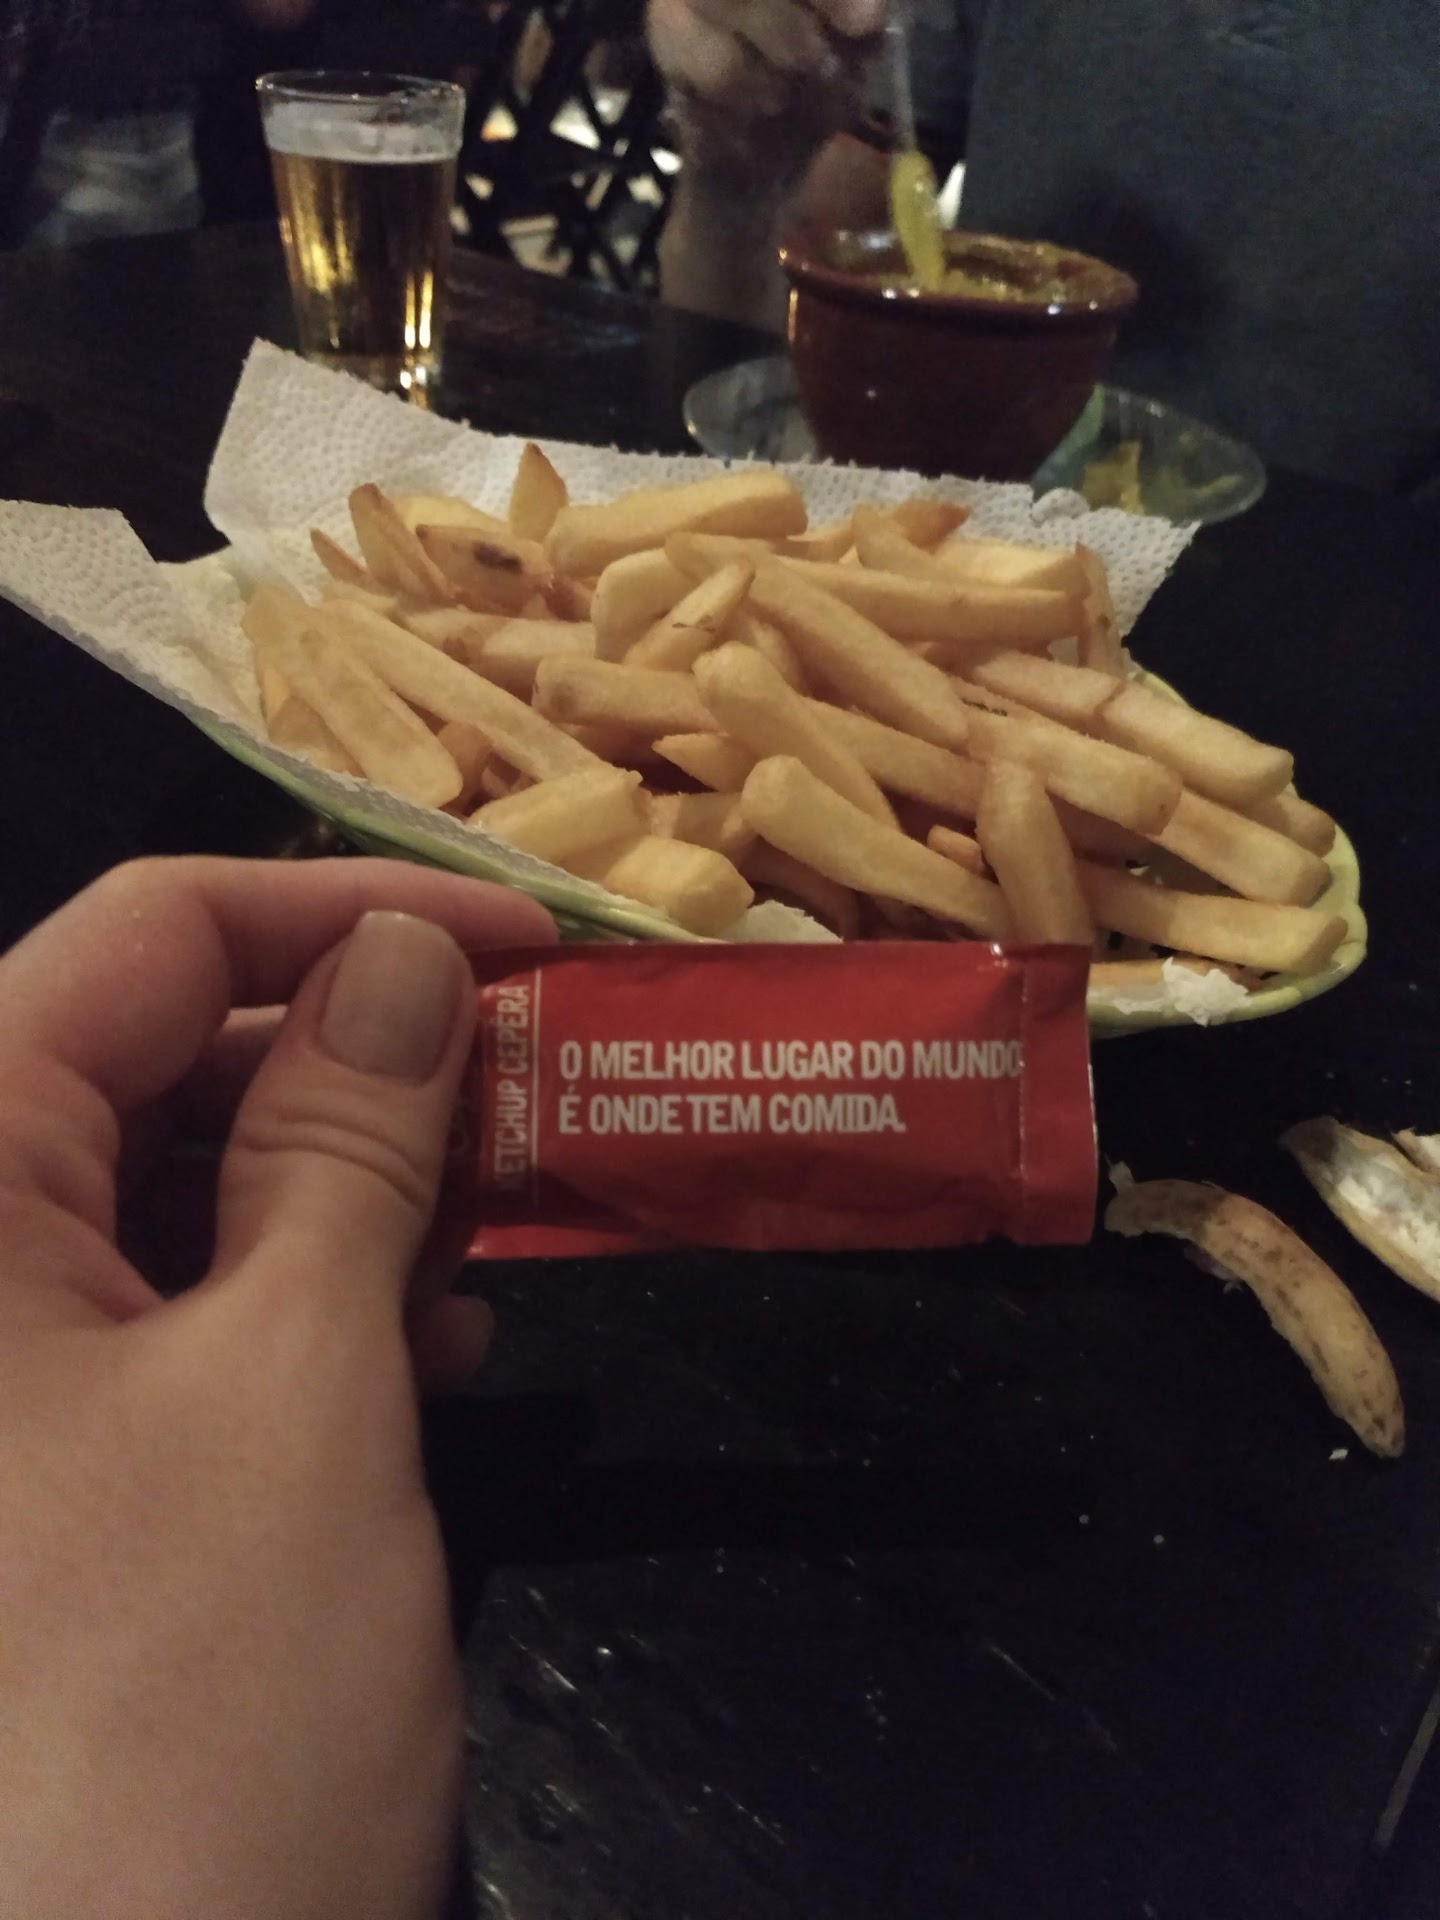 KETCHUP CEPÊRA
O MELHOR LUGAR DO MUNDO
É ONDE TEM COMIDA.